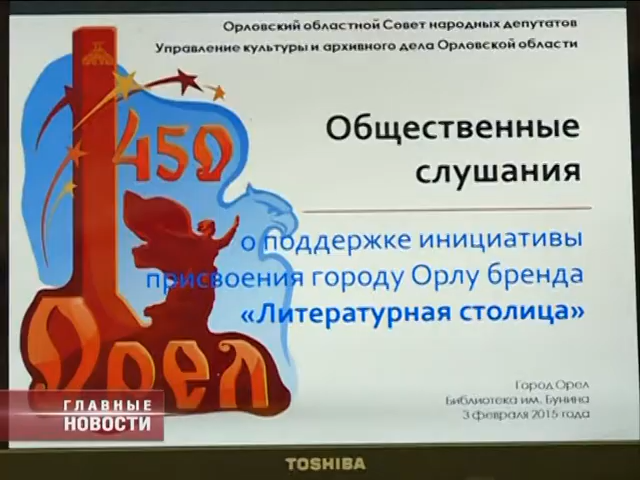 Орловский областной Совет народных депутатов
Управление культуры и архивного дела Орловской области
450
Общественные
слушания
о поддержке инициативы
присвоения городу Орлу бренда
«Литературная столица»
Орел
Город Орел
Библиотека им. Бунина
3 февраля 2015 года
ГЛАВНЫЕ
НОВОСТИ
TOSHIBA